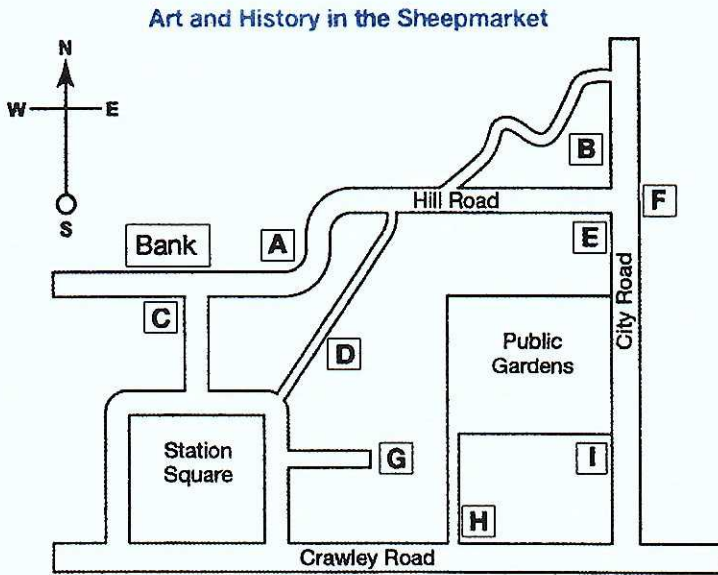 Art and History in the Sheepmarket
N
W E
S
B
Hill Road
F
A
E
Bank
C
City Road
D
Public
Gardens
Station
Square
G
I
H
Crawley Road